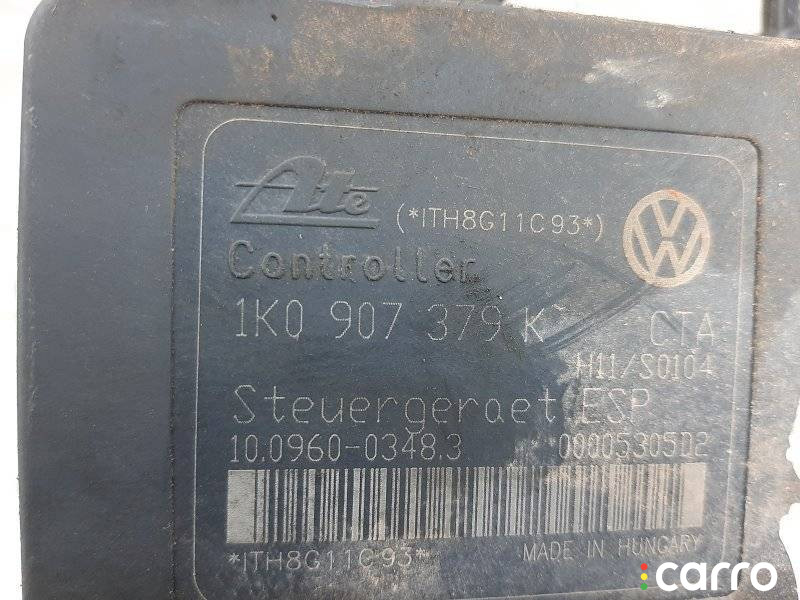 Ate (*ITH8G11C93*)
Controller
1K0 907 379 K CTA
H11/S0104
Steuergeraet ESP
10.0960-0348.3 00005305D2
*ITH8G11C93*
MADE IN HUNGARY
carro